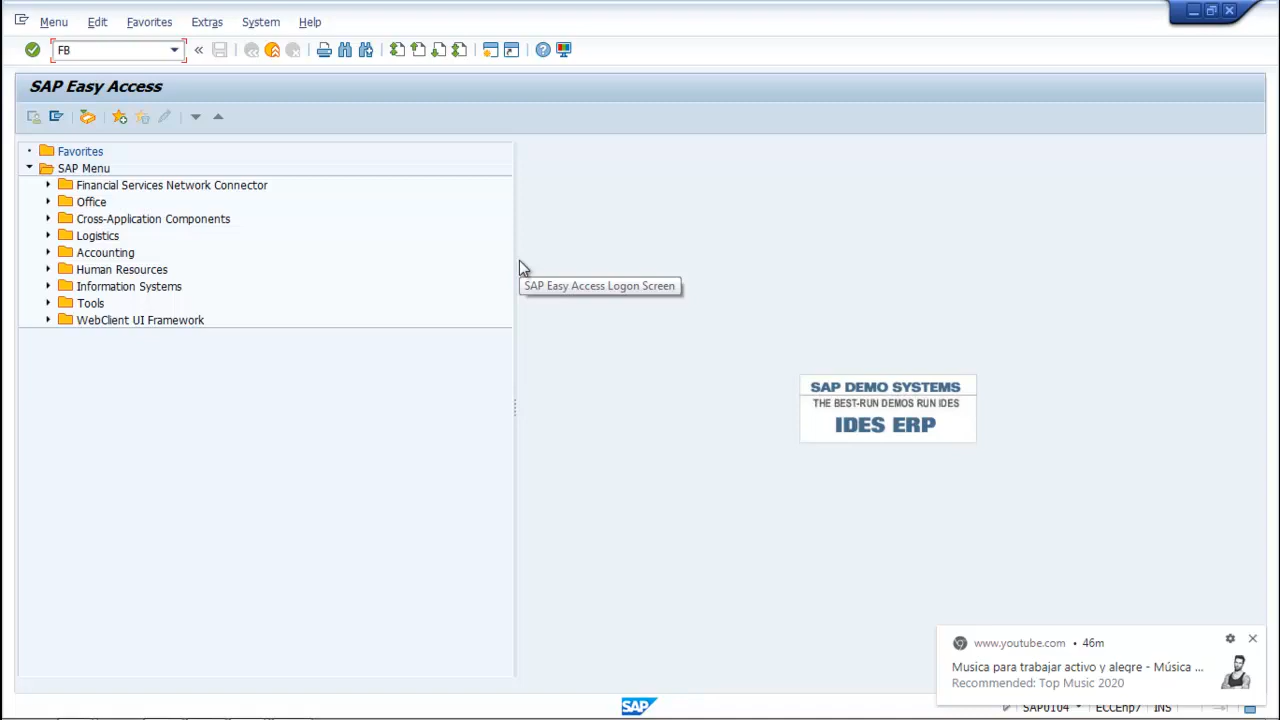 Menu Edit Favorites Extras System Help
FB
SAP Easy Access
Favorites
SAP Menu
Financial Services Network Connector
Office
Cross-Application Components
Logistics
Accounting
Human Resources
Information Systems
Tools
WebClient UI Framework
SAP Easy Access Logon Screen
SAP DEMO SYSTEMS
THE BEST-RUN DEMOS RUN IDES
IDES ERP
www.youtube.com • 46m
Musica para trabajar activo y alegre - Música ...
Recommended: Top Music 2020
SAP
ECCEhp7 INS